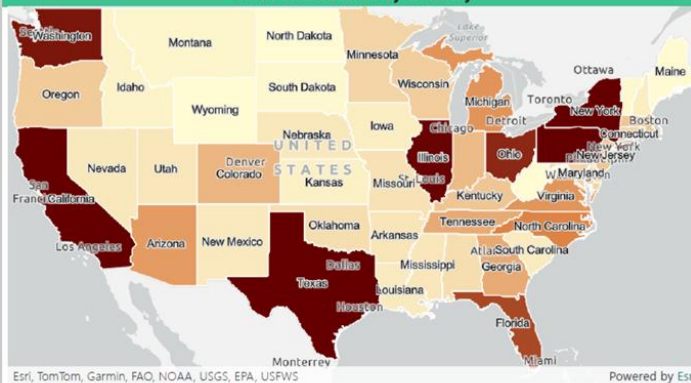 Lake
Superior
Seattle
Washington
Montana
North Dakota
Minnesota
Ottawa
Maine
Oregon
Idaho
South Dakota
Wisconsin
Michigan
Toronto
Wyoming
Detroit
New York
Boston
Nebraska
Iowa
Chicago
Connecticut
New York
UNITED
STATES
Nevada
Utah
Denver
Colorado
Illinois
Ohio
New Jersey
San
Francisco
California
Kansas
Missouri
St. Louis
Maryland
Kentucky
Virginia
Los Angeles
Arizona
New Mexico
Oklahoma
Arkansas
Tennessee
North Carolina
South Carolina
Mississippi
Georgia
Dallas
Texas
Louisiana
Houston
Florida
Miami
Monterrey
Esri, TomTom, Garmin, FAO, NOAA, USGS, EPA, USFWS
Powered by